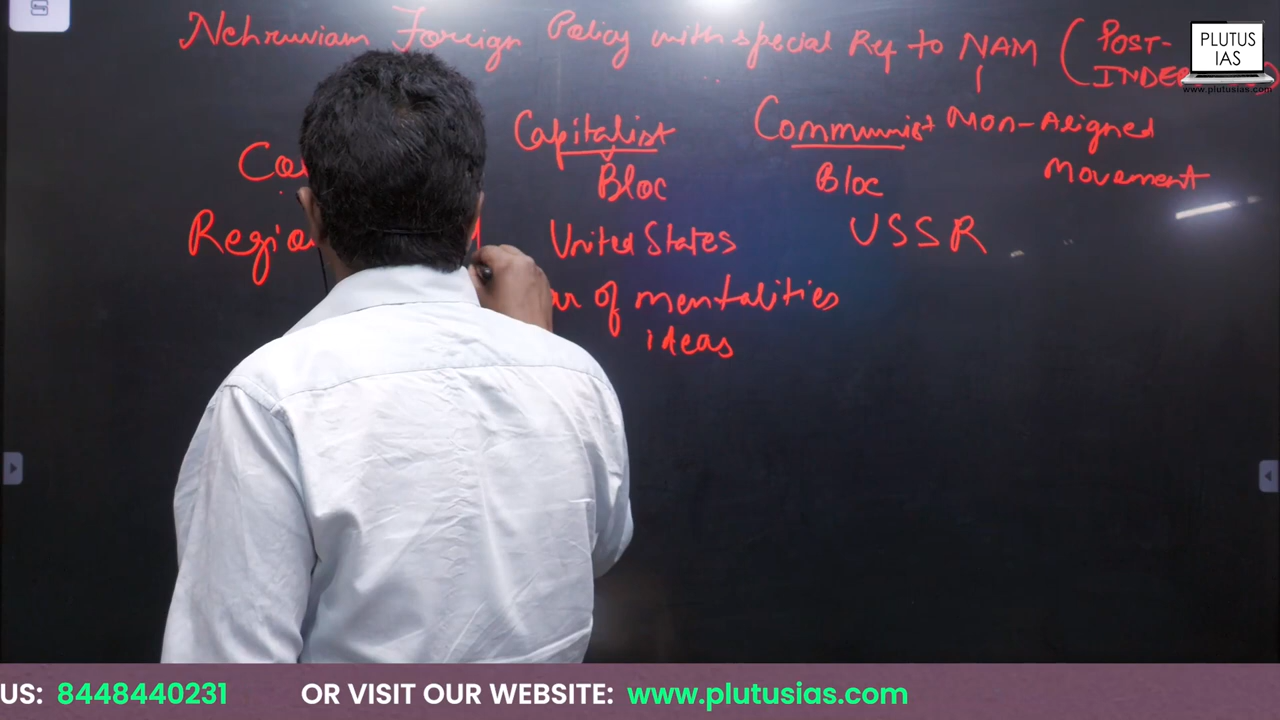 Nehruvian Foreign Policy with special Ref to NAM (POST-
PLUTUS
IAS
www.plutusias.com
Capitalist Communist Non-Aligned
Bloc Bloc Movement
United States USSR
of mentalities
ideas
US: 8448440231 OR VISIT OUR WEBSITE: www.plutusias.com